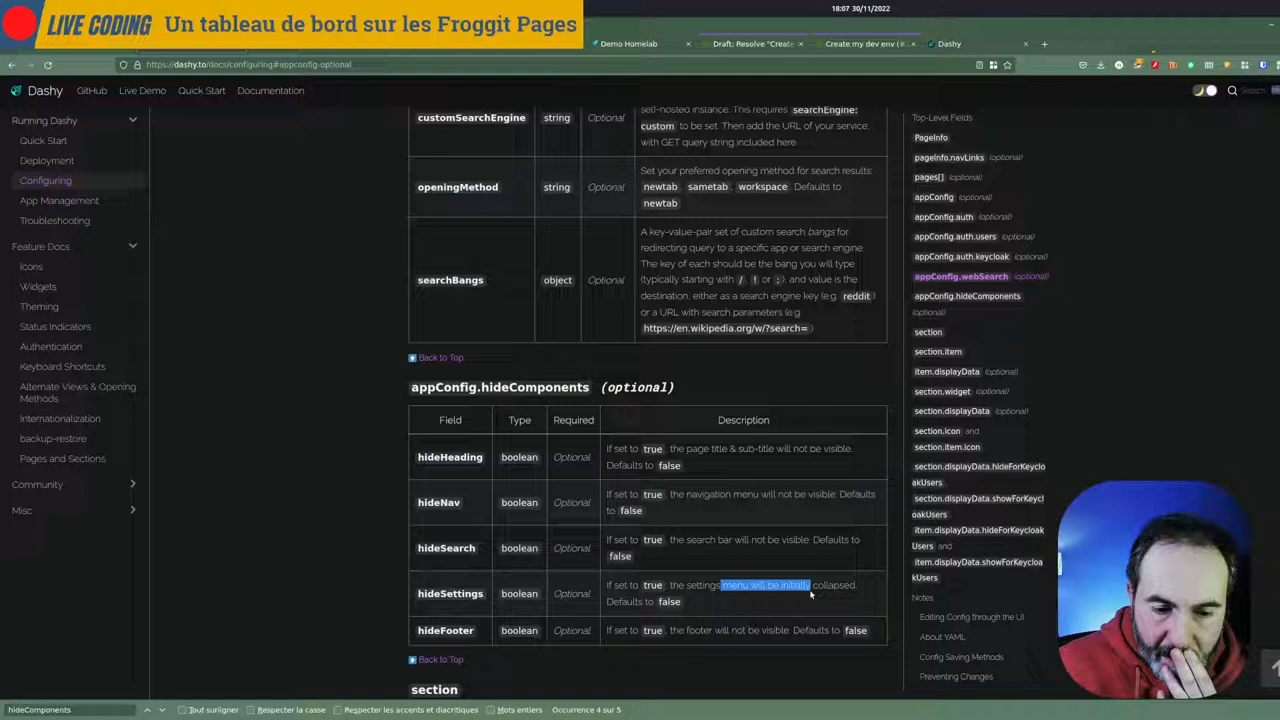 LIVE CODING
Un tableau de bord sur les Froggit Pages
18:07 30/11/2022
Demo Homelab
Draft: Resolve "Create
Create my dev env
Dashy
https://dashy.to/docs/configuring#appconfig-optional
Dashy
GitHub
Live Demo
Quick Start
Documentation
Search
Running Dashy
Quick Start
Deployment
Configuring
App Management
Troubleshooting
Feature Docs
Icons
Widgets
Theming
Status Indicators
Authentication
Keyboard Shortcuts
Alternate Views & Opening
Methods
Internationalization
backup-restore
Pages and Sections
Community
Misc
customSearchEngine string Optional
self-hosted instance. This requires searchEngine:
custom to be set. Then add the URL of your service,
with GET query string included here
openingMethod string Optional
Set your preferred opening method for search results:
newtab sametab workspace. Defaults to
newtab
searchBangs object Optional
A key-value-pair set of custom search bangs for
redirecting query to a specific app or search engine.
The key of each should be the bang you will type
(typically starting with / ! or :), and value is the
destination, either as a search engine key (e.g. reddit)
or a URL with search parameters (e.g.
https://en.wikipedia.org/w/?search=)
Back to Top
appConfig.hideComponents (optional)
Field Type Required Description
hideHeading boolean Optional
If set to true, the page title & sub-title will not be visible.
Defaults to false
hideNav boolean Optional
If set to true, the navigation menu will not be visible. Defaults
to false
hideSearch boolean Optional
If set to true, the search bar will not be visible. Defaults to
false
hideSettings boolean Optional
If set to true, the settings menu will be initially collapsed.
Defaults to false
hideFooter boolean Optional
If set to true, the footer will not be visible. Defaults to false
Back to Top
section
Top-Level Fields
PageInfo
pageInfo.navLinks (optional)
pages[] (optional)
appConfig (optional)
appConfig.auth (optional)
appConfig.auth.users (optional)
appConfig.auth.keycloak (optional)
appConfig.webSearch (optional)
appConfig.hideComponents
(optional)
section
section.item
item.displayData (optional)
section.widget (optional)
section.displayData (optional)
section.icon and
section.item.icon
section.displayData.hideForKeyclo
akUsers
section.displayData.showForKeycl
oakUsers
item.displayData.hideForKeycloak
Users and
item.displayData.showForKeycloa
kUsers
Notes
Editing Config through the UI
About YAML
Config Saving Methods
Preventing Changes
hideComponents
Tout surligner
Respecter la casse
Respecter les accents et diacritiques
Mots entiers
Occurrence 4 sur 5